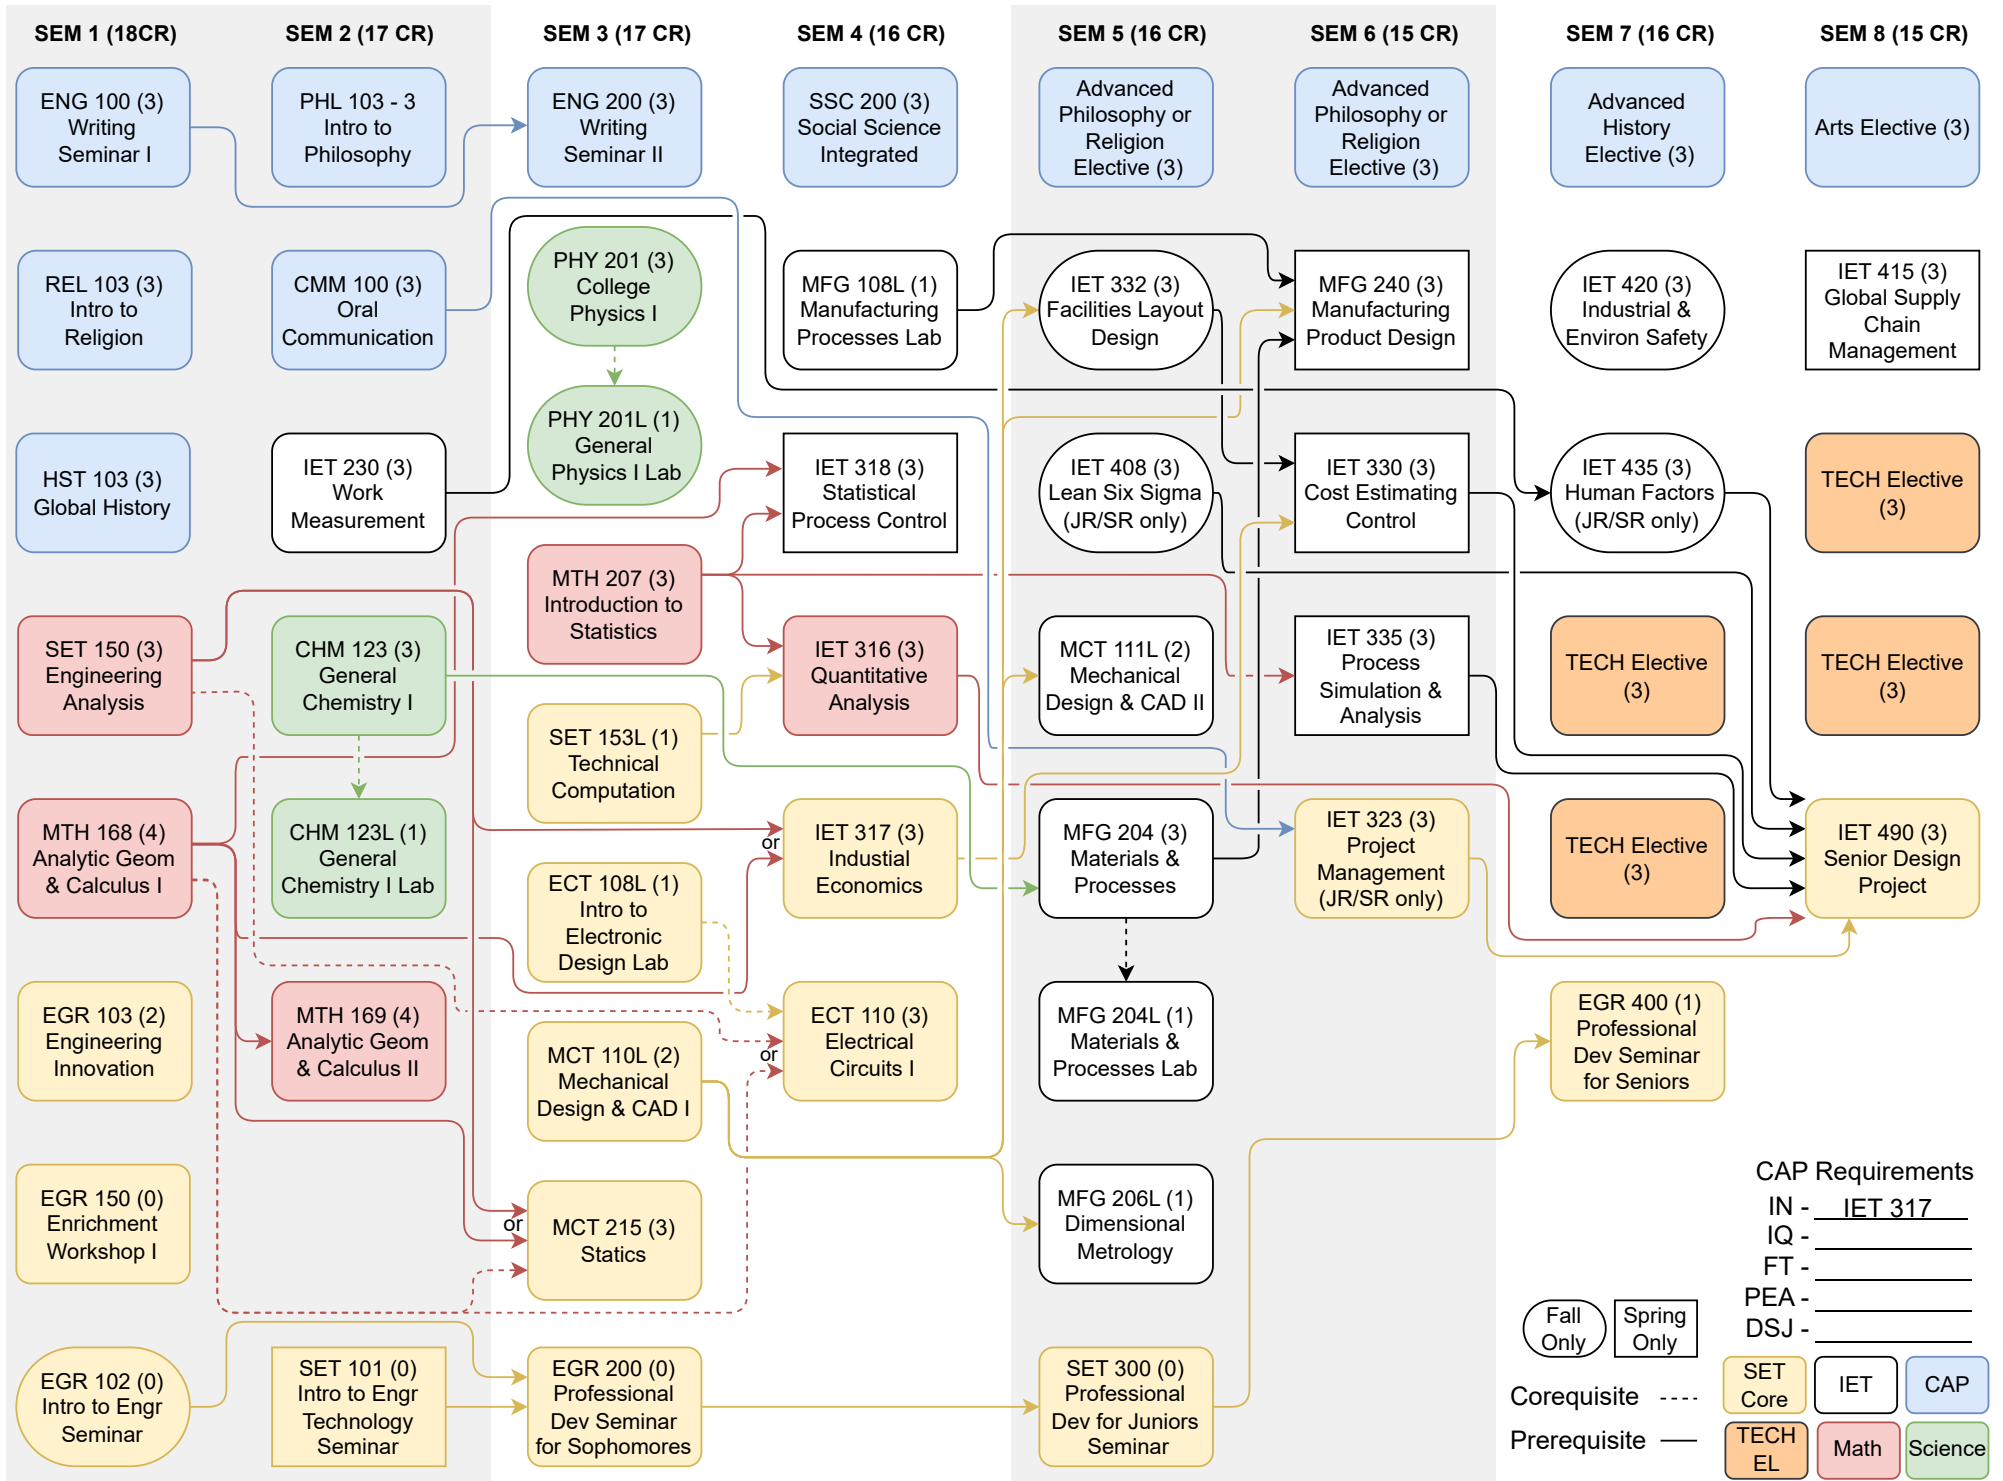 SEM 1 (18CR)
SEM 2 (17 CR)
SEM 3 (17 CR)
SEM 4 (16 CR)
SEM 5 (16 CR)
SEM 6 (15 CR)
SEM 7 (16 CR)
SEM 8 (15 CR)
ENG 100 (3)
Writing
Seminar I
PHL 103 - 3
Intro to
Philosophy
ENG 200 (3)
Writing
Seminar II
SSC 200 (3)
Social Science
Integrated
Advanced
Philosophy or
Religion
Elective (3)
Advanced
Philosophy or
Religion
Elective (3)
Advanced
History
Elective (3)
Arts Elective (3)
REL 103 (3)
Intro to
Religion
CMM 100 (3)
Oral
Communication
PHY 201 (3)
College
Physics I
MFG 108L (1)
Manufacturing
Processes Lab
IET 332 (3)
Facilities Layout
Design
MFG 240 (3)
Manufacturing
Product Design
IET 420 (3)
Industrial &
Environ Safety
IET 415 (3)
Global Supply
Chain
Management
HST 103 (3)
Global History
IET 230 (3)
Work
Measurement
PHY 201L (1)
General
Physics I Lab
IET 318 (3)
Statistical
Process Control
IET 408 (3)
Lean Six Sigma
(JR/SR only)
IET 330 (3)
Cost Estimating
Control
IET 435 (3)
Human Factors
(JR/SR only)
TECH Elective
(3)
SET 150 (3)
Engineering
Analysis
CHM 123 (3)
General
Chemistry I
MTH 207 (3)
Introduction to
Statistics
IET 316 (3)
Quantitative
Analysis
MCT 111L (2)
Mechanical
Design & CAD II
IET 335 (3)
Process
Simulation &
Analysis
TECH Elective
(3)
TECH Elective
(3)
SET 153L (1)
Technical
Computation
MTH 168 (4)
Analytic Geom
& Calculus I
CHM 123L (1)
General
Chemistry I Lab
or
IET 317 (3)
Industial
Economics
MFG 204 (3)
Materials &
Processes
IET 323 (3)
Project
Management
(JR/SR only)
TECH Elective
(3)
IET 490 (3)
Senior Design
Project
ECT 108L (1)
Intro to
Electronic
Design Lab
EGR 103 (2)
Engineering
Innovation
MTH 169 (4)
Analytic Geom
& Calculus II
MCT 110L (2)
Mechanical
Design & CAD I
or
ECT 110 (3)
Electrical
Circuits I
MFG 204L (1)
Materials &
Processes Lab
EGR 400 (1)
Professional
Dev Seminar
for Seniors
EGR 150 (0)
Enrichment
Workshop I
or
MCT 215 (3)
Statics
MFG 206L (1)
Dimensional
Metrology
EGR 102 (0)
Intro to Engr
Seminar
SET 101 (0)
Intro to Engr
Technology
Seminar
EGR 200 (0)
Professional
Dev Seminar
for Sophomores
SET 300 (0)
Professional
Dev for Juniors
Seminar
CAP Requirements
IN - IET 317
IQ -
FT -
PEA -
DSJ -
Fall
Only
Spring
Only
Corequisite
Prerequisite
SET
Core
IET
CAP
TECH
EL
Math
Science